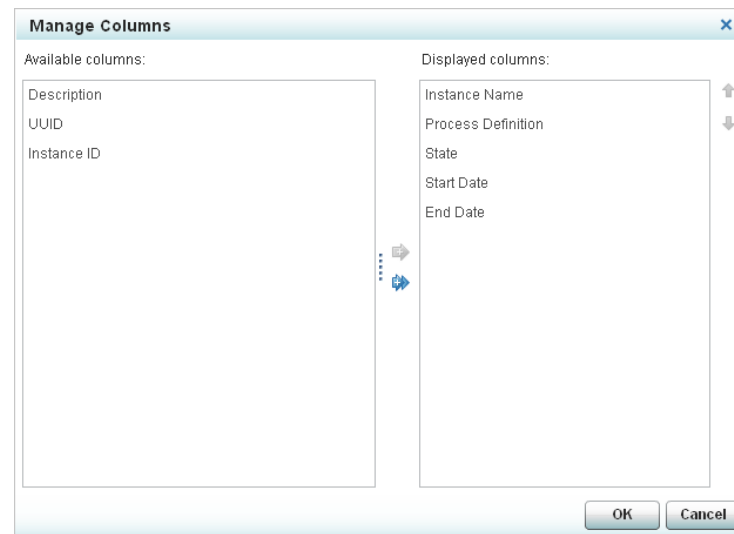 Manage Columns
Available columns:
Description
UUID
Instance ID
Displayed columns:
Instance Name
Process Definition
State
Start Date
End Date
OK
Cancel